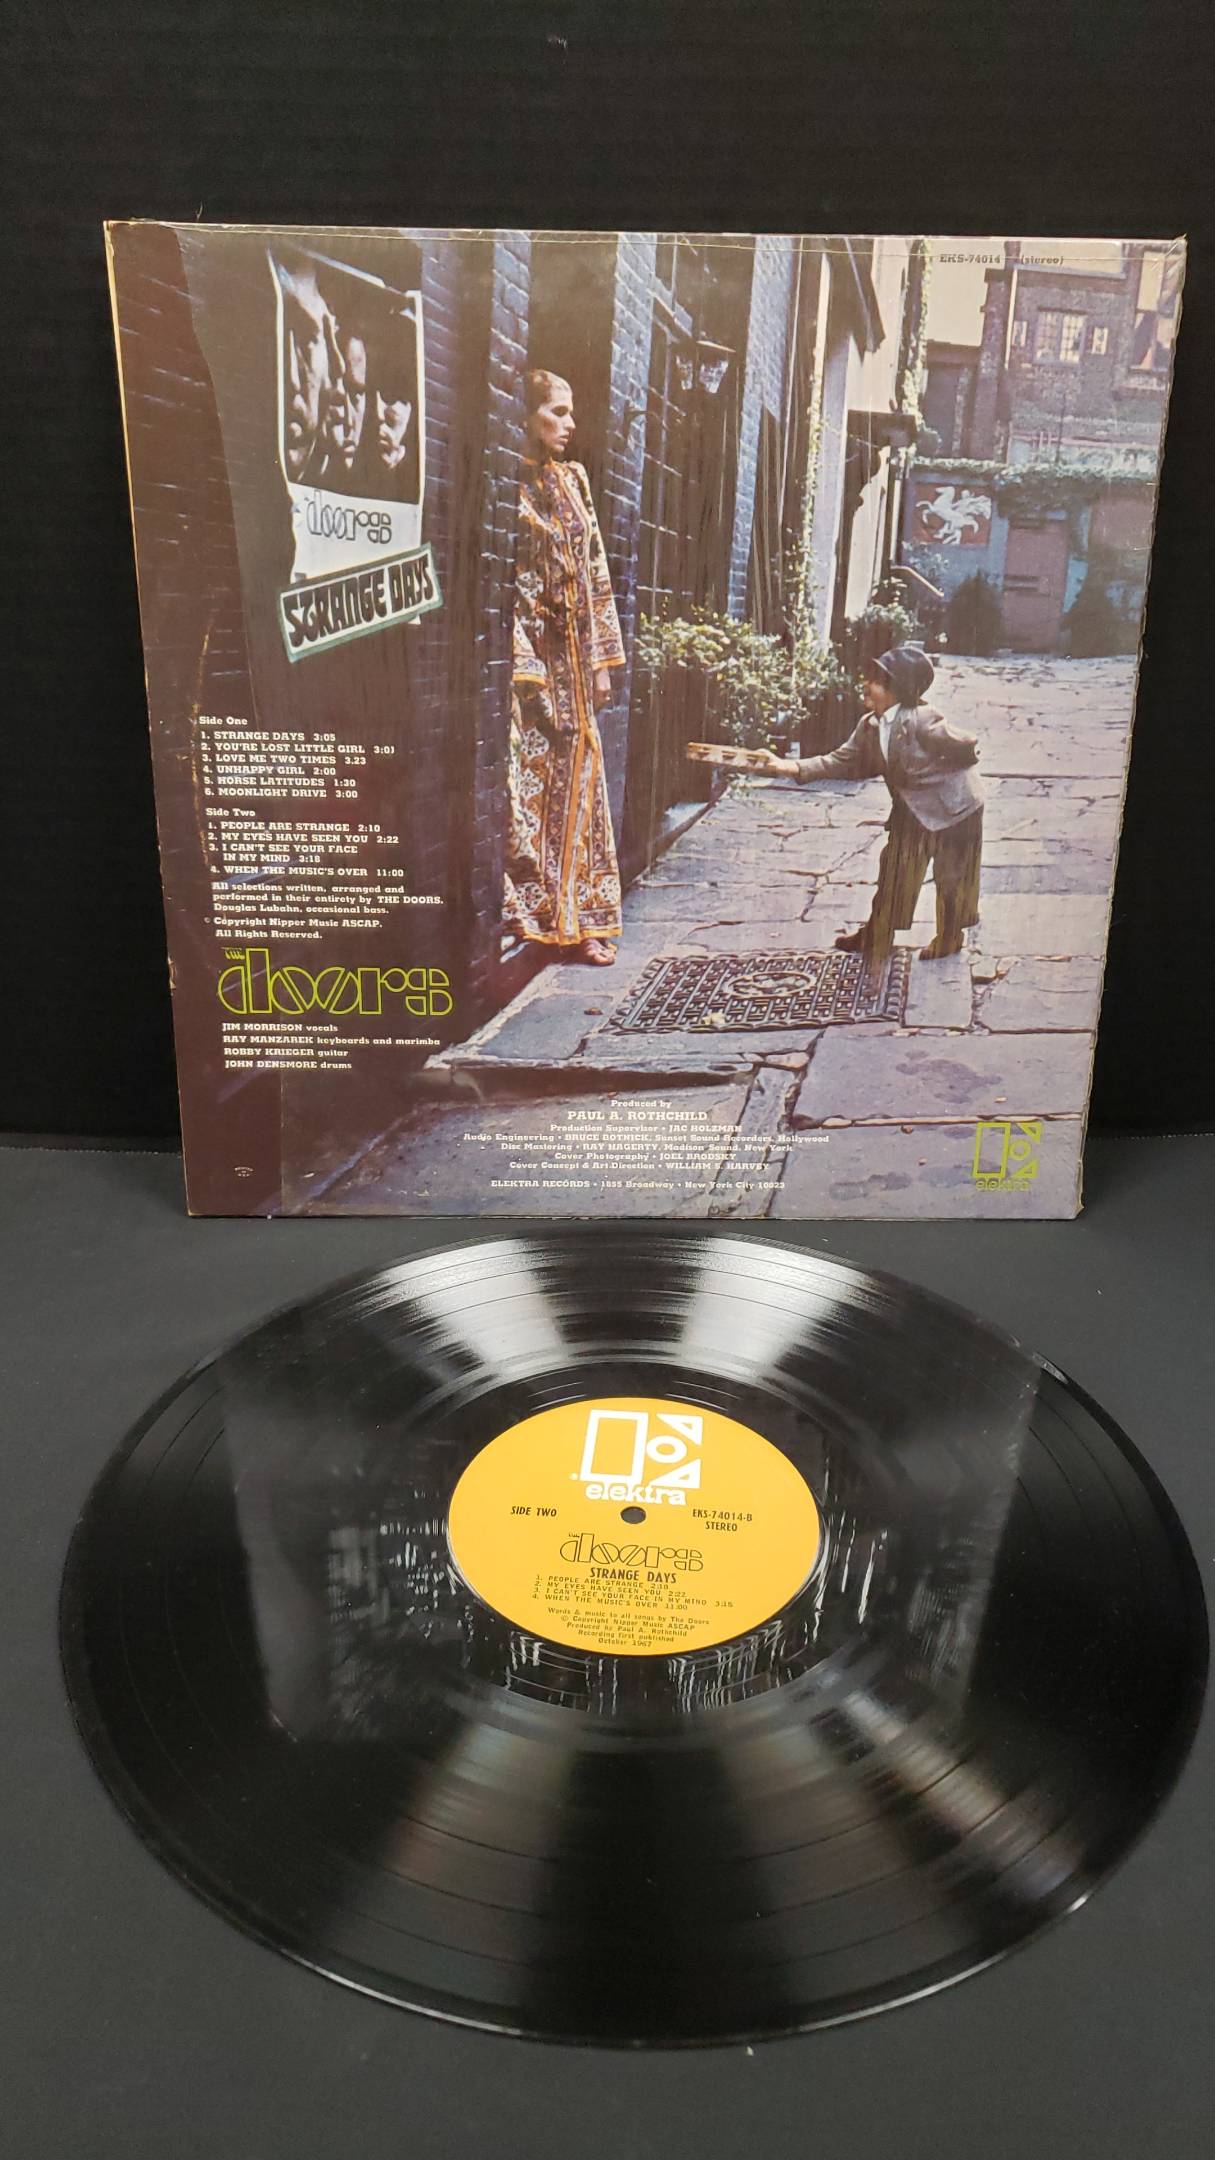 EKS-74014 (stereo)
doors
STRANGE DAYS
Side One
1. STRANGE DAYS 3:05
2. YOU'RE LOST LITTLE GIRL 3:01
3. LOVE ME TWO TIMES 3.23
4. UNHAPPY GIRL 2:00
5. HORSE LATITUDES 1:30
6. MOONLIGHT DRIVE 3:00
Side Two
1. PEOPLE ARE STRANGE 2:10
2. MY EYES HAVE SEEN YOU 2:22
3. I CAN'T SEE YOUR FACE
IN MY MIND 3:18
4. WHEN THE MUSIC'S OVER 11:00
All selections written, arranged and
performed in their entirety by THE DOORS.
Douglas Lubahn, occasional bass.
© Copyright Nipper Music ASCAP.
All Rights Reserved.
THE
doors
JIM MORRISON vocals
RAY MANZAREK keyboards and marimba
ROBBY KRIEGER guitar
JOHN DENSMORE drums
Produced by
PAUL A. ROTHCHILD
Production Supervisor • JAC HOLZMAN
Audio Engineering • BRUCE BOTNICK, Sunset Sound Recorders, Hollywood
Disc Mastering • RAY HAGERTY, Madison Sound, New York
Cover Photography • JOEL BRODSKY
Cover Concept & Art Direction • WILLIAM S. HARVEY
ELEKTRA RECORDS • 1855 Broadway • New York City 10023
elektra
® elektra
SIDE TWO
EKS-74014-B
STEREO
THE
doors
STRANGE DAYS
1. PEOPLE ARE STRANGE 2:10
2. MY EYES HAVE SEEN YOU 2:22
3. I CAN'T SEE YOUR FACE IN MY MIND 3:18
4. WHEN THE MUSIC'S OVER 11:00
Words & music to all songs by The Doors
© Copyright Nipper Music ASCAP
Produced by Paul A. Rothchild
Recording first published
October 1967